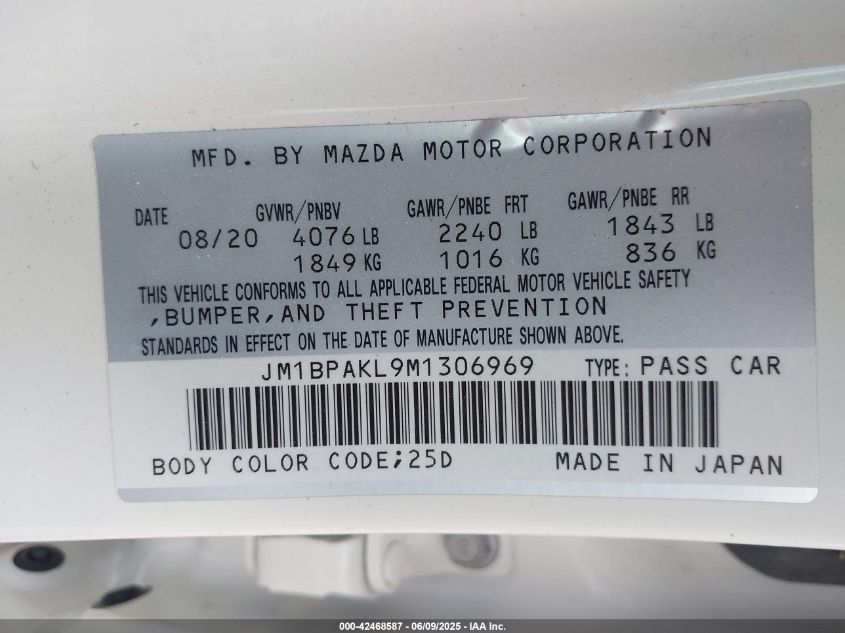 MFD. BY MAZDA MOTOR CORPORATION
DATE GVWR/PNBV GAWR/PNBE FRT GAWR/PNBE RR
08/20 4076 LB 2240 LB 1843 LB
1849 KG 1016 KG 836 KG
THIS VEHICLE CONFORMS TO ALL APPLICABLE FEDERAL MOTOR VEHICLE SAFETY
,BUMPER,AND THEFT PREVENTION
STANDARDS IN EFFECT ON THE DATE OF MANUFACTURE SHOWN ABOVE.
JM1BPAKL9M1306969 TYPE: PASS CAR
BODY COLOR CODE;25D MADE IN JAPAN
000-42468587 - 06/09/2025 - IAA Inc.